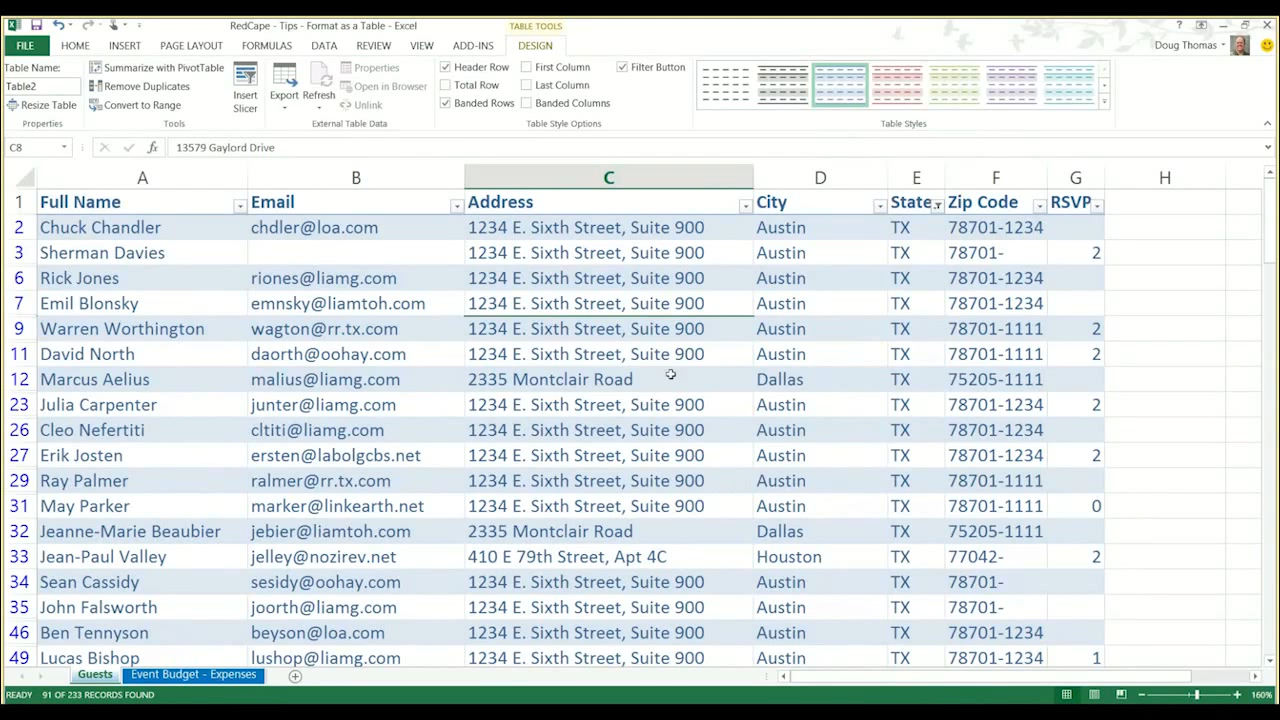 RedCape - Tips - Format as a Table - Excel
TABLE TOOLS
FILE HOME INSERT PAGE LAYOUT FORMULAS DATA REVIEW VIEW ADD-INS DESIGN Doug Thomas
Table Name: Summarize with PivotTable Properties Header Row First Column Filter Button
Table2 Remove Duplicates Insert Slicer Export Refresh Browser Total Row Last Column
Resize Table Convert to Range Banded Rows Banded Columns
Properties Tools External Table Data Table Style Options Table Styles
C8 fx 13579 Gaylord Drive
A B C D E F G H
1 Full Name Email Address City State Zip Code RSVP
2 Chuck Chandler chdler@loa.com 1234 E. Sixth Street, Suite 900 Austin TX 78701-1234
3 Sherman Davies 1234 E. Sixth Street, Suite 900 Austin TX 78701- 2
6 Rick Jones riones@liamg.com 1234 E. Sixth Street, Suite 900 Austin TX 78701-1234
7 Emil Blonsky emnsky@liamtoh.com 1234 E. Sixth Street, Suite 900 Austin TX 78701-1234
9 Warren Worthington wagton@rr.tx.com 1234 E. Sixth Street, Suite 900 Austin TX 78701-1111 2
11 David North daorth@oohay.com 1234 E. Sixth Street, Suite 900 Austin TX 78701-1111 2
12 Marcus Aelius malius@liamg.com 2335 Montclair Road Dallas TX 75205-1111
23 Julia Carpenter junter@liamg.com 1234 E. Sixth Street, Suite 900 Austin TX 78701-1234 2
26 Cleo Nefertiti cltiti@liamg.com 1234 E. Sixth Street, Suite 900 Austin TX 78701-1234
27 Erik Josten ersten@labolgcbs.net 1234 E. Sixth Street, Suite 900 Austin TX 78701-1234 2
29 Ray Palmer ralmer@rr.tx.com 1234 E. Sixth Street, Suite 900 Austin TX 78701-1111
31 May Parker marker@linkearth.net 1234 E. Sixth Street, Suite 900 Austin TX 78701-1111 0
32 Jeanne-Marie Beaubier jebier@liamtoh.com 2335 Montclair Road Dallas TX 75205-1111
33 Jean-Paul Valley jelley@nozirev.net 410 E 79th Street, Apt 4C Houston TX 77042- 2
34 Sean Cassidy sesidy@oohay.com 1234 E. Sixth Street, Suite 900 Austin TX 78701-
35 John Falsworth joorth@liamg.com 1234 E. Sixth Street, Suite 900 Austin TX 78701-
46 Ben Tennyson beyson@loa.com 1234 E. Sixth Street, Suite 900 Austin TX 78701-1234
49 Lucas Bishop lushop@liamg.com 1234 E. Sixth Street, Suite 900 Austin TX 78701-1234 1
Guests Event Budget - Expenses
READY 91 OF 233 RECORDS FOUND 160%